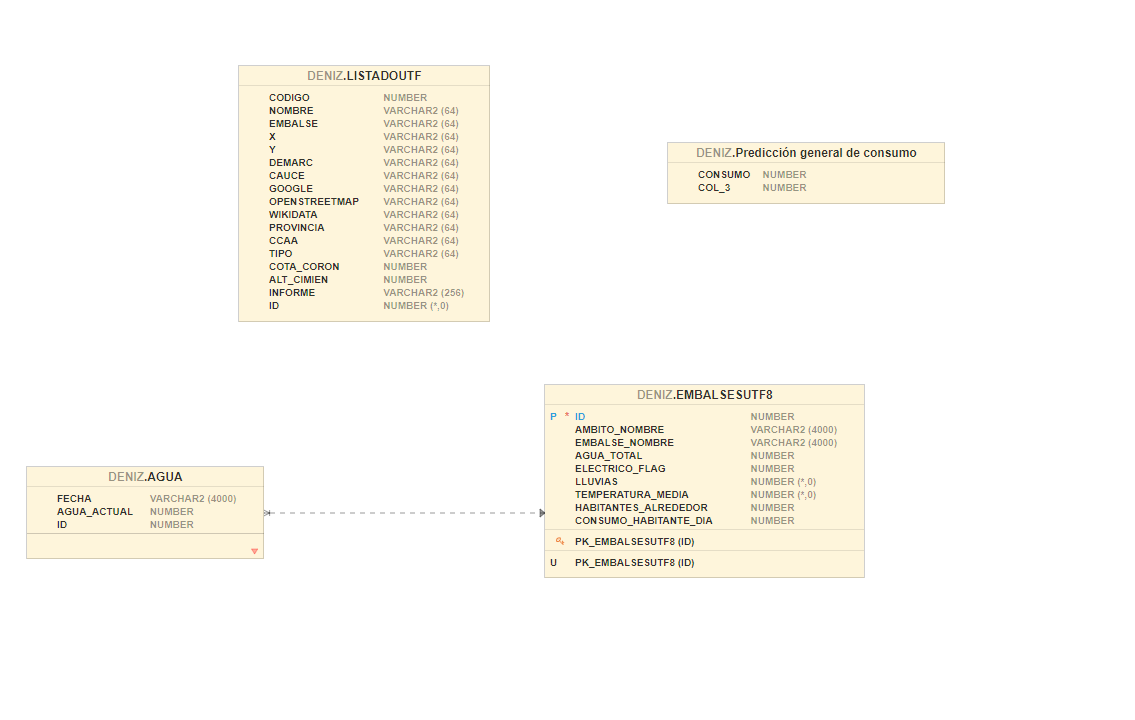 DENIZ.LISTADOUTF
CODIGO NUMBER
NOMBRE VARCHAR2 (64)
EMBALSE VARCHAR2 (64)
X VARCHAR2 (64)
Y VARCHAR2 (64)
DEMARC VARCHAR2 (64)
CAUCE VARCHAR2 (64)
GOOGLE VARCHAR2 (64)
OPENSTREETMAP VARCHAR2 (64)
WIKIDATA VARCHAR2 (64)
PROVINCIA VARCHAR2 (64)
CCAA VARCHAR2 (64)
TIPO VARCHAR2 (64)
COTA_CORON NUMBER
ALT_CIMIEN NUMBER
INFORME VARCHAR2 (256)
ID NUMBER (*,0)
DENIZ.Predicción general de consumo
CONSUMO NUMBER
COL_3 NUMBER
DENIZ.EMBALSESUTF8
P * ID NUMBER
AMBITO_NOMBRE VARCHAR2 (4000)
EMBALSE_NOMBRE VARCHAR2 (4000)
AGUA_TOTAL NUMBER
ELECTRICO_FLAG NUMBER
LLUVIAS NUMBER (*,0)
TEMPERATURA_MEDIA NUMBER (*,0)
HABITANTES_ALREDEDOR NUMBER
CONSUMO_HABITANTE_DIA NUMBER
PK_EMBALSESUTF8 (ID)
U PK_EMBALSESUTF8 (ID)
DENIZ.AGUA
FECHA VARCHAR2 (4000)
AGUA_ACTUAL NUMBER
ID NUMBER